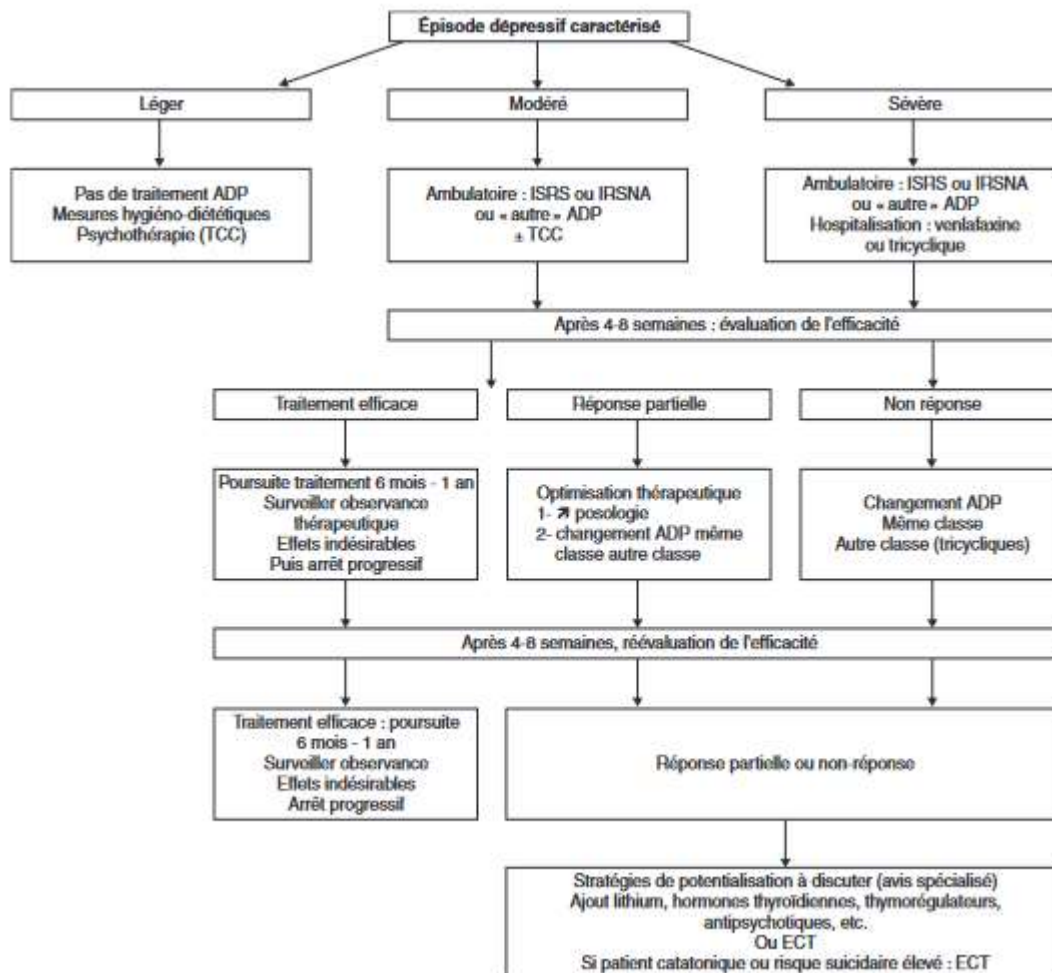 Épisode dépressif caractérisé
Léger
Modéré
Sévère
Pas de traitement ADP
Mesures hygiéno-diététiques
Psychothérapie (TCC)
Ambulatoire : ISRS ou IRSNA
ou « autre » ADP
± TCC
Ambulatoire : ISRS ou IRSNA
ou « autre » ADP
Hospitalisation : venlafaxine
ou tricyclique
Après 4-8 semaines : évaluation de l'efficacité
Traitement efficace
Réponse partielle
Non réponse
Poursuite traitement 6 mois - 1 an
Surveiller observance
thérapeutique
Effets indésirables
Puis arrêt progressif
Optimisation thérapeutique
1- ↗ posologie
2- changement ADP même
classe autre classe
Changement ADP
Même classe
Autre classe (tricycliques)
Après 4-8 semaines, réévaluation de l'efficacité
Traitement efficace : poursuite
6 mois - 1 an
Surveiller observance
Effets indésirables
Arrêt progressif
Réponse partielle ou non-réponse
Stratégies de potentialisation à discuter (avis spécialisé)
Ajout lithium, hormones thyroïdiennes, thymorégulateurs,
antipsychotiques, etc.
Ou ECT
Si patient catatonique ou risque suicidaire élevé : ECT